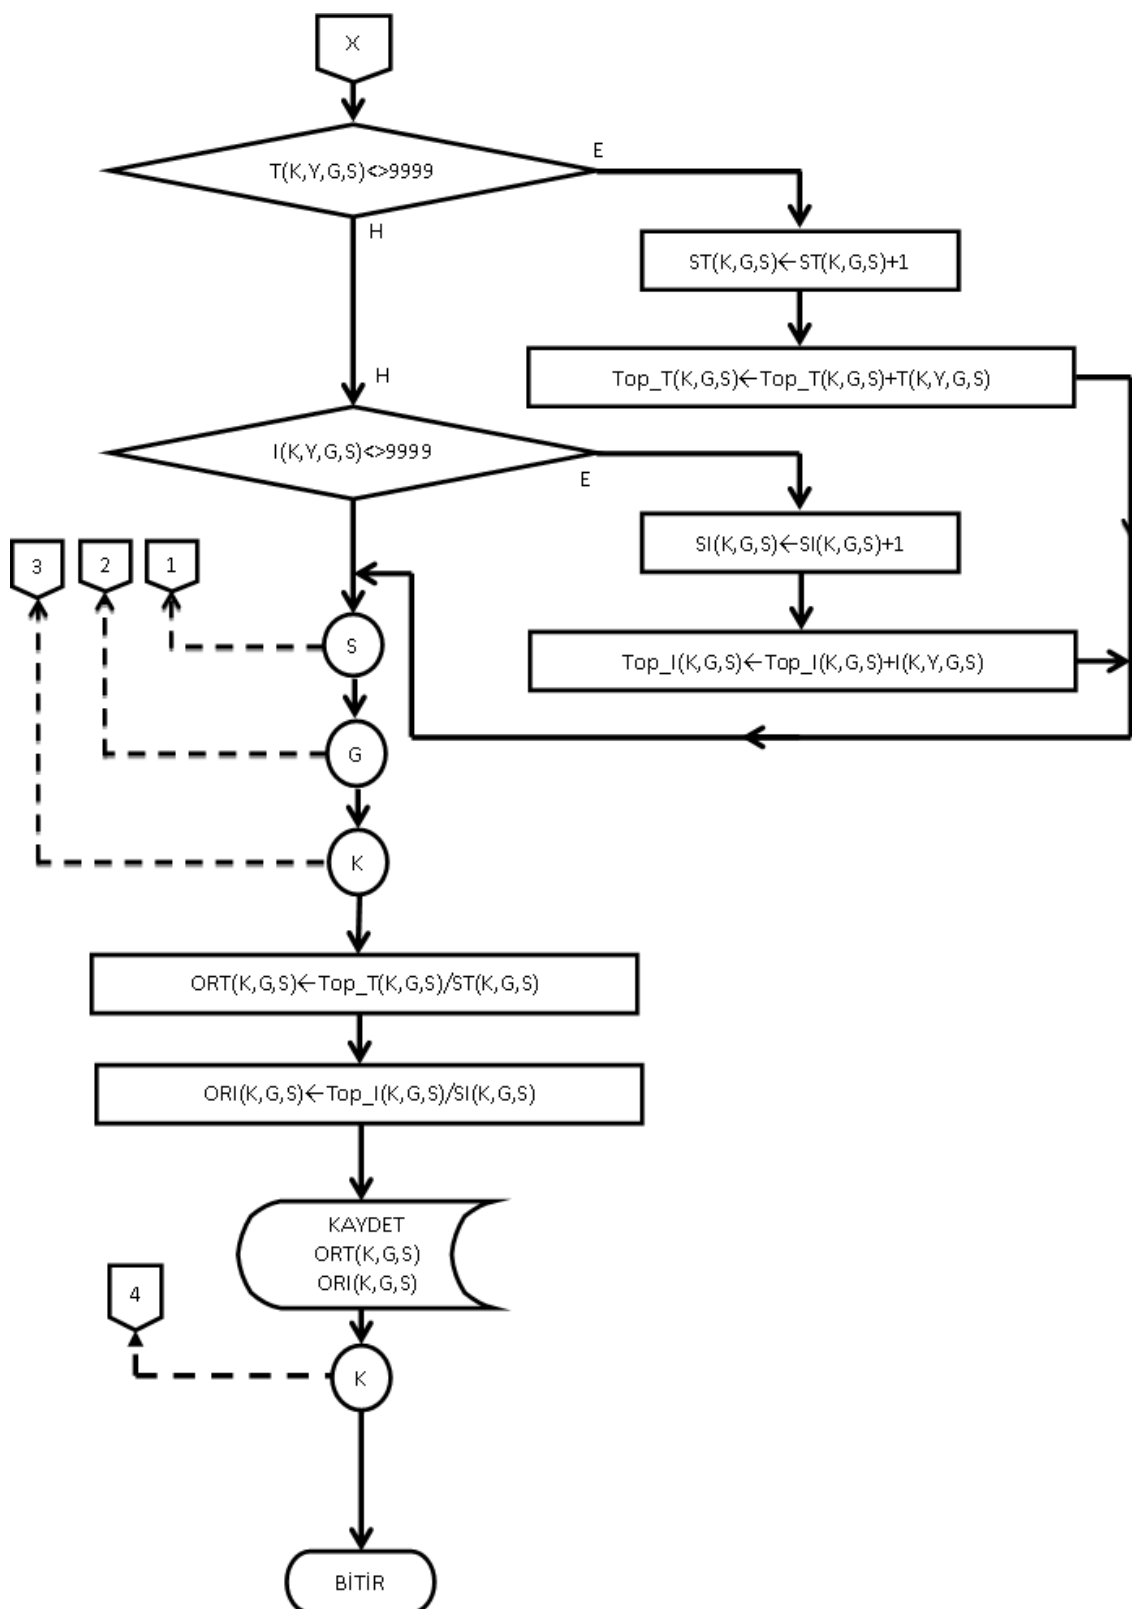 X
T(K,Y,G,S)<>9999
E
H
ST(K,G,S)←ST(K,G,S)+1
Top_T(K,G,S)←Top_T(K,G,S)+T(K,Y,G,S)
H
I(K,Y,G,S)<>9999
E
SI(K,G,S)←SI(K,G,S)+1
3
2
1
S
Top_I(K,G,S)←Top_I(K,G,S)+I(K,Y,G,S)
G
K
ORT(K,G,S)←Top_T(K,G,S)/ST(K,G,S)
ORI(K,G,S)←Top_I(K,G,S)/SI(K,G,S)
KAYDET
ORT(K,G,S)
ORI(K,G,S)
4
K
BİTİR